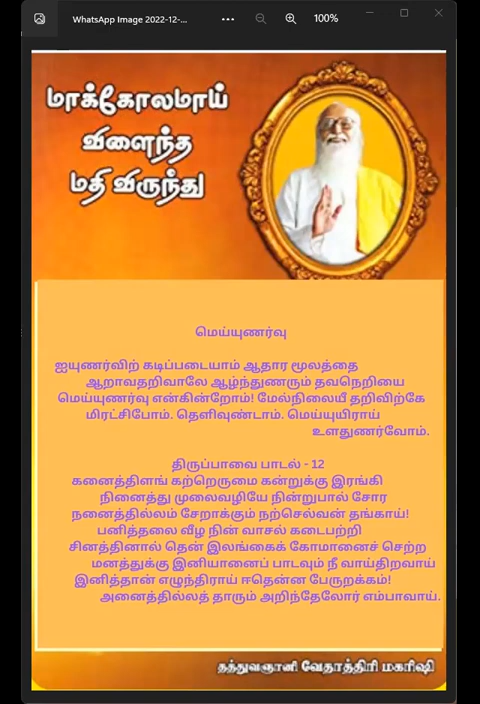 WhatsApp Image 2022-12-...
100%
மாக்கோலமாய்
விளைந்த
மதி விருந்து
மெய்யுணர்வு
ஐயுணர்விற் கடிப்படையாம் ஆதார மூலத்தை
ஆறாவதறிவாலே ஆழ்ந்துணரும் தவநெறியை
மெய்யுணர்வு என்கின்றோம்! மேல்நிலையீ தறிவிற்கே
மிரட்சிபோம். தெளிவுண்டாம். மெய்யுயிராய்
உளதுணர்வோம்.
திருப்பாவை பாடல் - 12
கனைத்திளங் கற்றெருமை கன்றுக்கு இரங்கி
நினைத்து முலைவழியே நின்றுபால் சோர
நனைத்தில்லம் சேறாக்கும் நற்செல்வன் தங்காய்!
பனித்தலை வீழ நின் வாசல் கடைபற்றி
சினத்தினால் தென் இலங்கைக் கோமானைச் செற்ற
மனத்துக்கு இனியானைப் பாடவும் நீ வாய்திறவாய்
இனித்தான் எழுந்திராய் ஈதென்ன பேருறக்கம்!
அனைத்தில்லத் தாரும் அறிந்தேலோர் எம்பாவாய்.
தத்துவஞானி வேதாத்திரி மகரிஷி